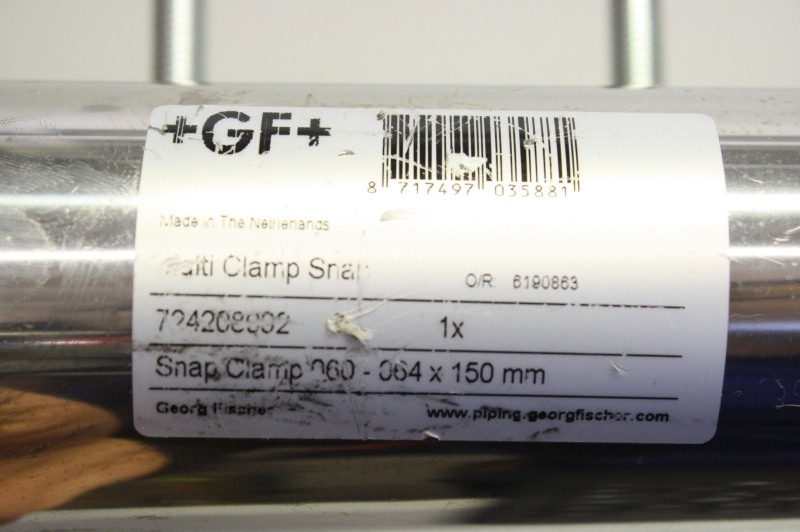 +GF+
8 717497 035881
Made in The Netherlands
Multi Clamp Snap
O/R: 6190863
724208902 1x
Snap Clamp 060 - 064 x 150 mm
Georg Fischer www.piping.georgfischer.com